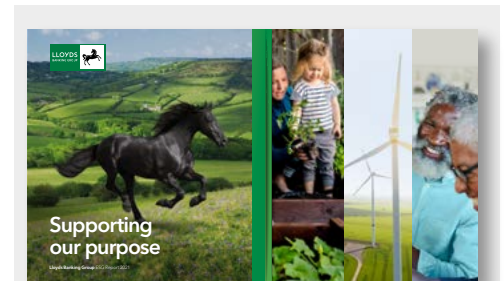 LLOYDS
BANKING GROUP
Supporting
our purpose
Lloyds Banking Group ESG Report 2021